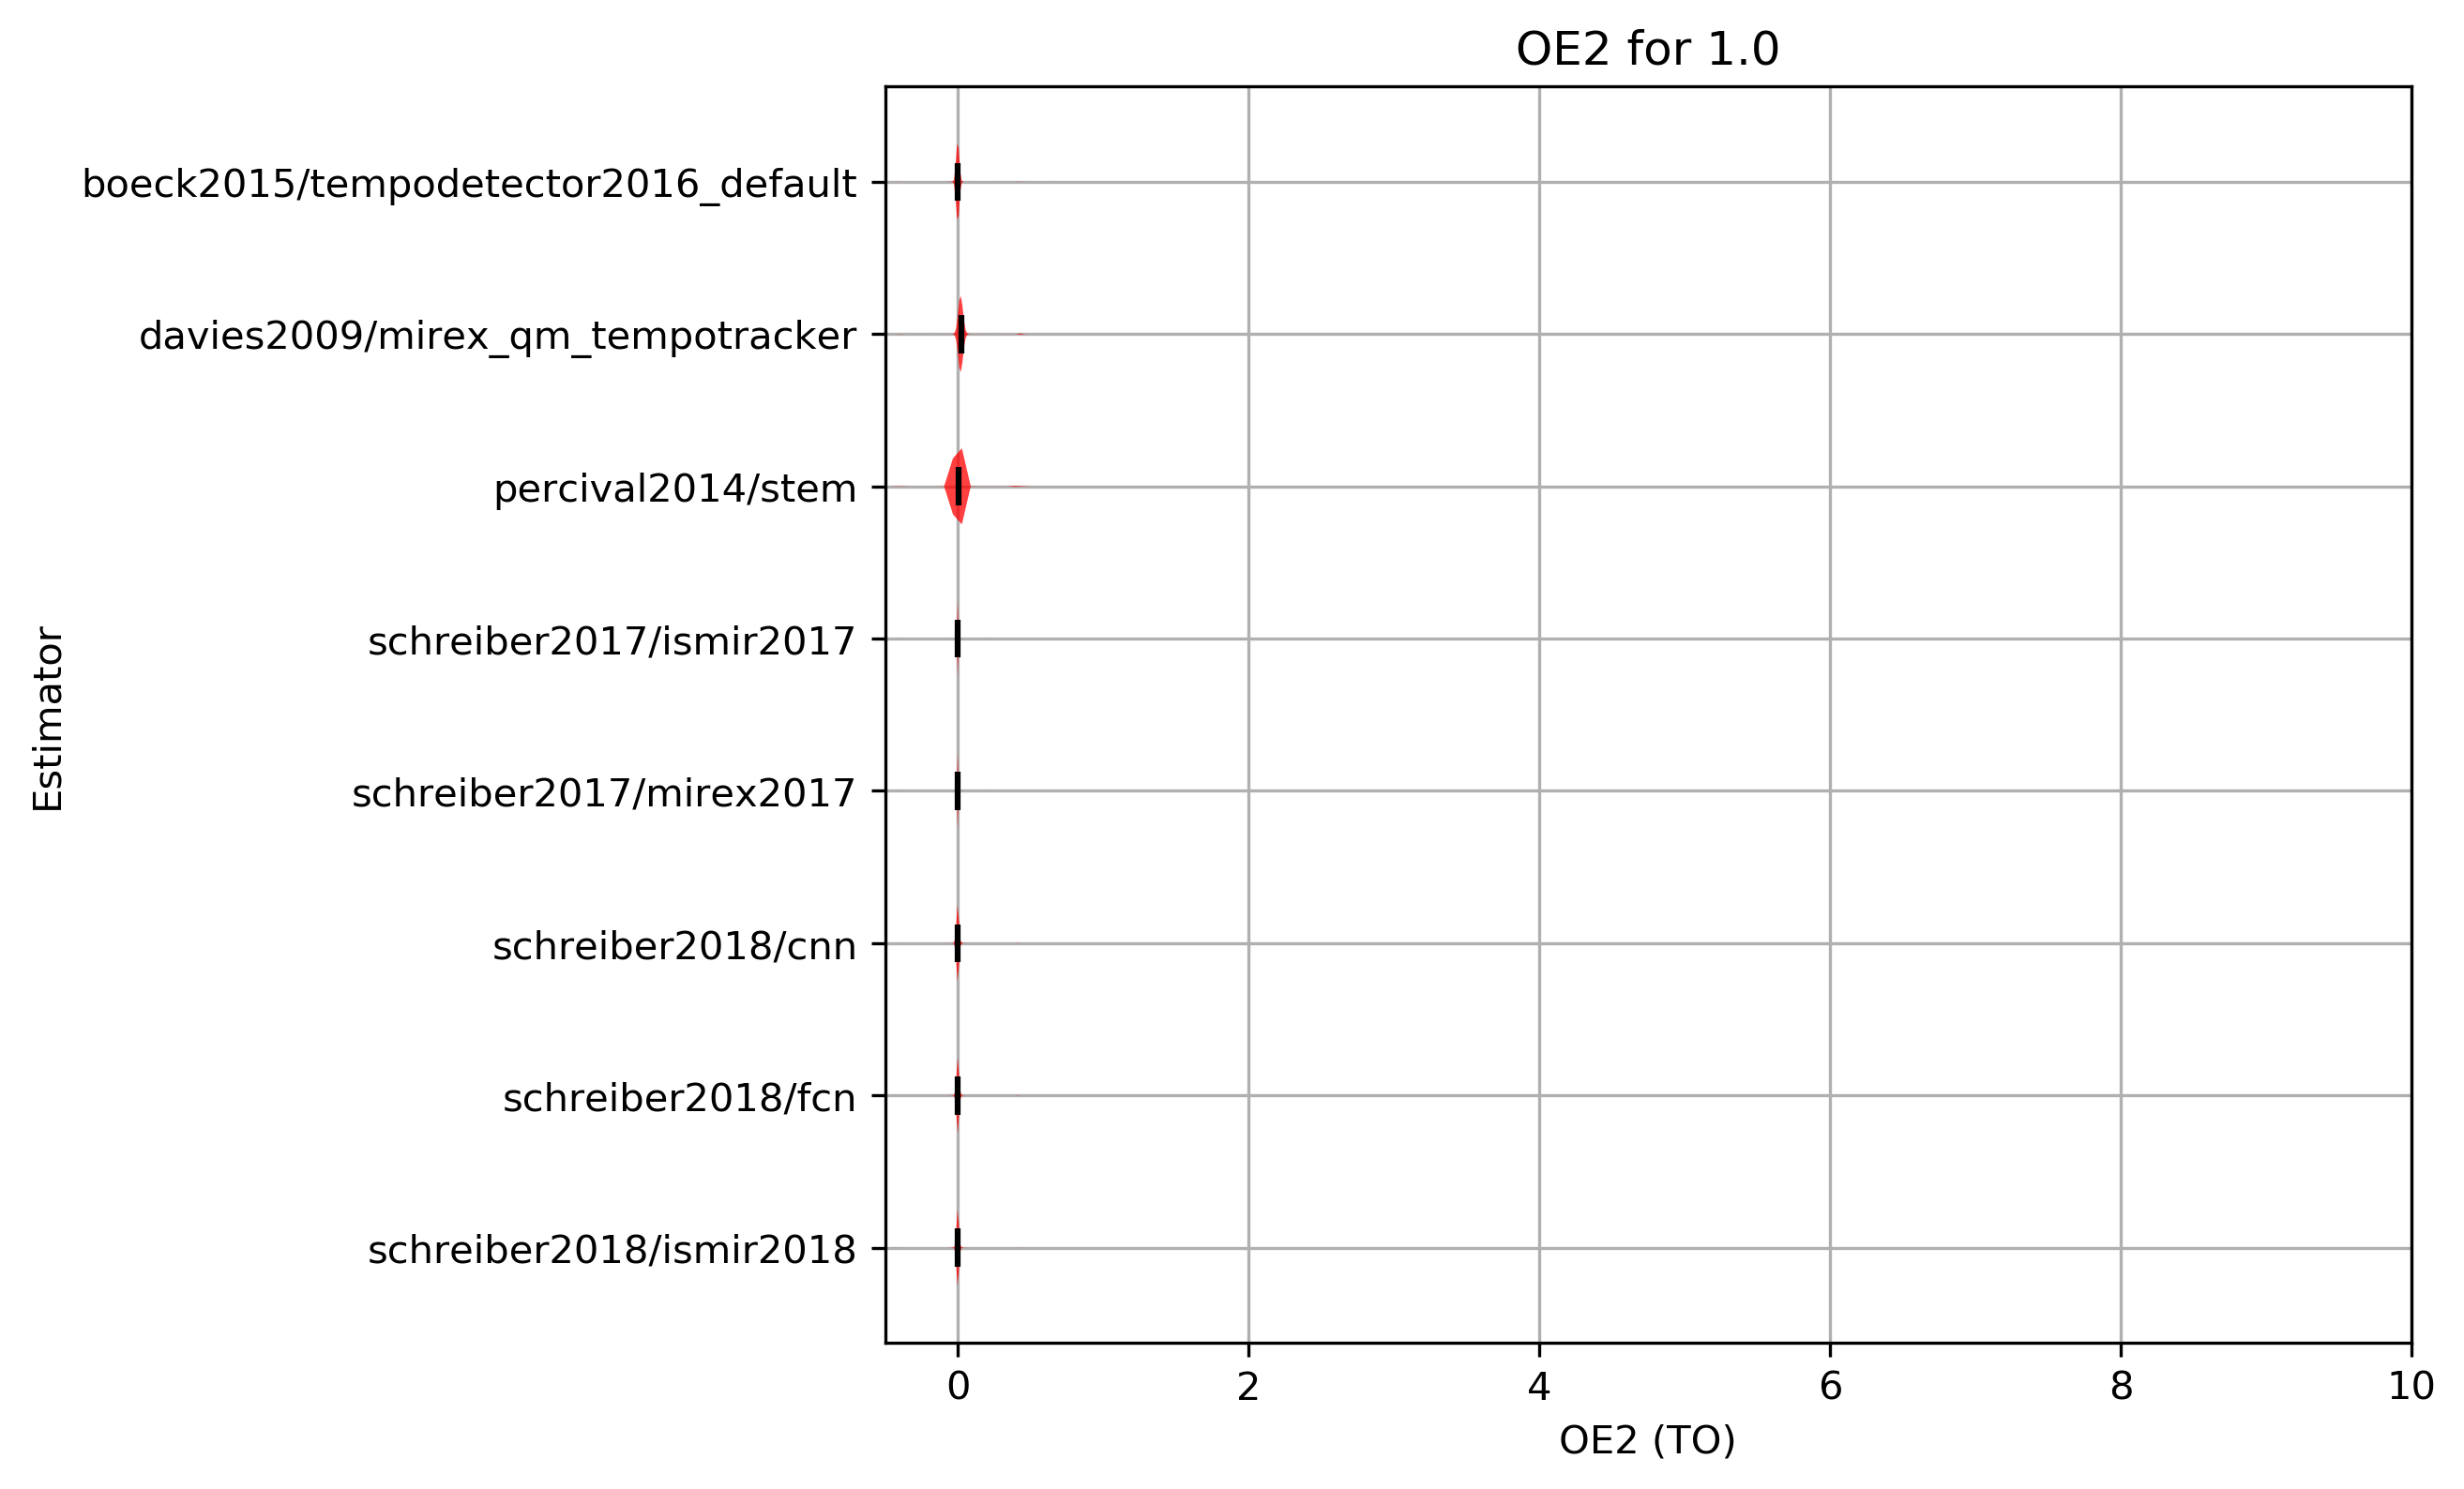 OE2 for 1.0
boeck2015/tempodetector2016_default
davies2009/mirex_qm_tempotracker
percival2014/stem
schreiber2017/ismir2017
schreiber2017/mirex2017
schreiber2018/cnn
schreiber2018/fcn
schreiber2018/ismir2018
Estimator
0 2 4 6 8 10
OE2 (TO)